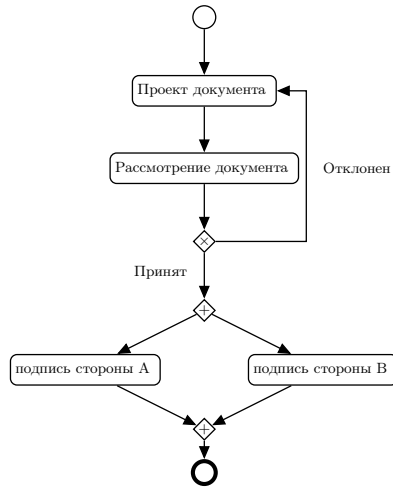 Проект документа
Рассмотрение документа
Отклонен
×
Принят
+
подпись стороны A
подпись стороны B
+